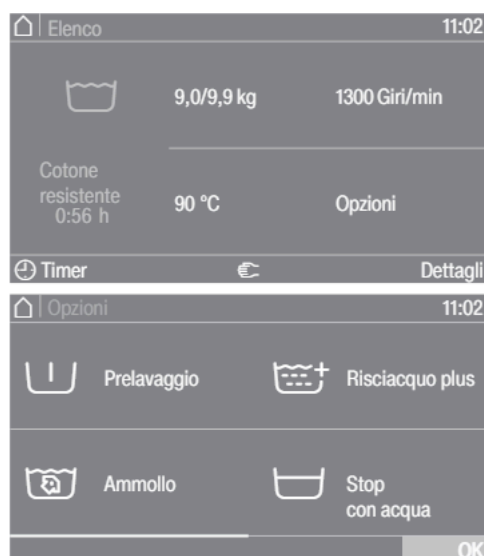 Elenco 11:02
9,0/9,9 kg 1300 Giri/min
Cotone
resistente
0:56 h
90 °C Opzioni
Timer Dettagli
Opzioni 11:02
Prelavaggio Risciacquo plus
Ammollo Stop
con acqua
OK